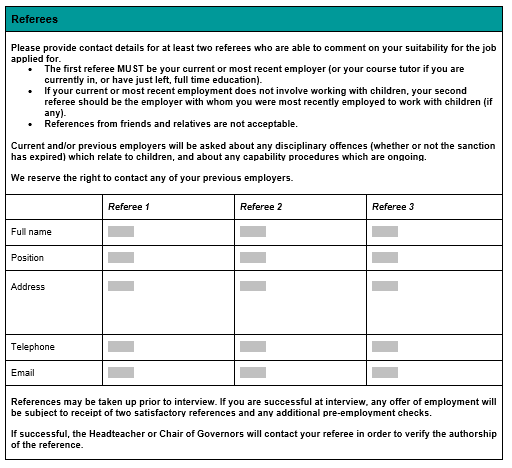 Referees
Please provide contact details for at least two referees who are able to comment on your suitability for the job
applied for.
• The first referee MUST be your current or most recent employer (or your course tutor if you are
currently in, or have just left, full time education).
• If your current or most recent employment does not involve working with children, your second
referee should be the employer with whom you were most recently employed to work with children (if
any).
• References from friends and relatives are not acceptable.
Current and/or previous employers will be asked about any disciplinary offences (whether or not the sanction
has expired) which relate to children, and about any capability procedures which are ongoing.
We reserve the right to contact any of your previous employers.
Referee 1 Referee 2 Referee 3
Full name
Position
Address
Telephone
Email
References may be taken up prior to interview. If you are successful at interview, any offer of employment will
be subject to receipt of two satisfactory references and any additional pre-employment checks.
If successful, the Headteacher or Chair of Governors will contact your referee in order to verify the authorship
of the reference.